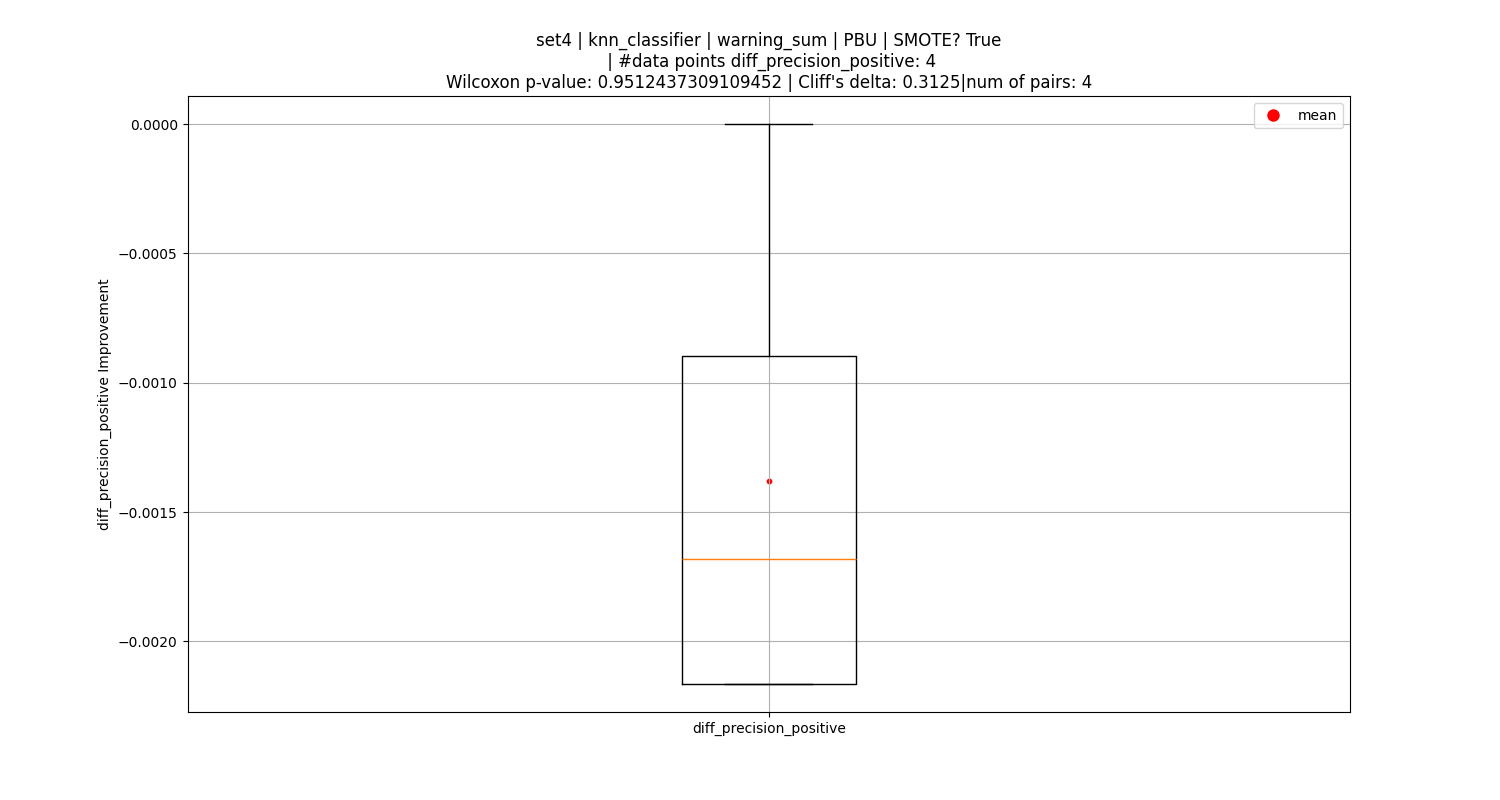 set4 | knn_classifier | warning_sum | PBU | SMOTE? True
| #data points diff_precision_positive: 4
Wilcoxon p-value: 0.9512437309109452 | Cliff's delta: 0.3125|num of pairs: 4
mean
0.0000
−0.0005
−0.0010
−0.0015
−0.0020
diff_precision_positive Improvement
diff_precision_positive